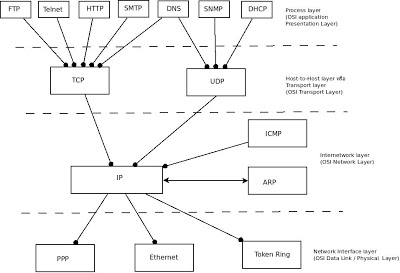 FTP
Telnet
HTTP
SMTP
DNS
SNMP
DHCP
Process layer
(OSI application
Presentation Layer)
TCP
UDP
Host-to-Host layer
Transport layer
(OSI Transport Layer)
ICMP
Internetwork layer
(OSI Network Layer)
IP
ARP
PPP
Ethernet
Token Ring
Network Interface layer
(OSI Data Link / Physical Layer)